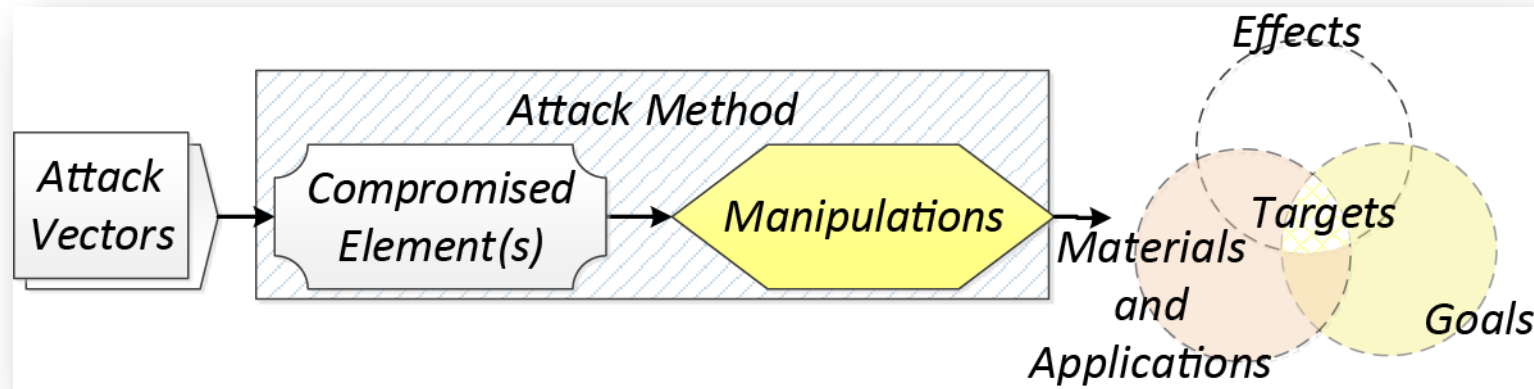 Effects
Attack Method
Attack
Vectors
Compromised
Element(s)
Manipulations
Targets
Materials
and
Applications
Goals